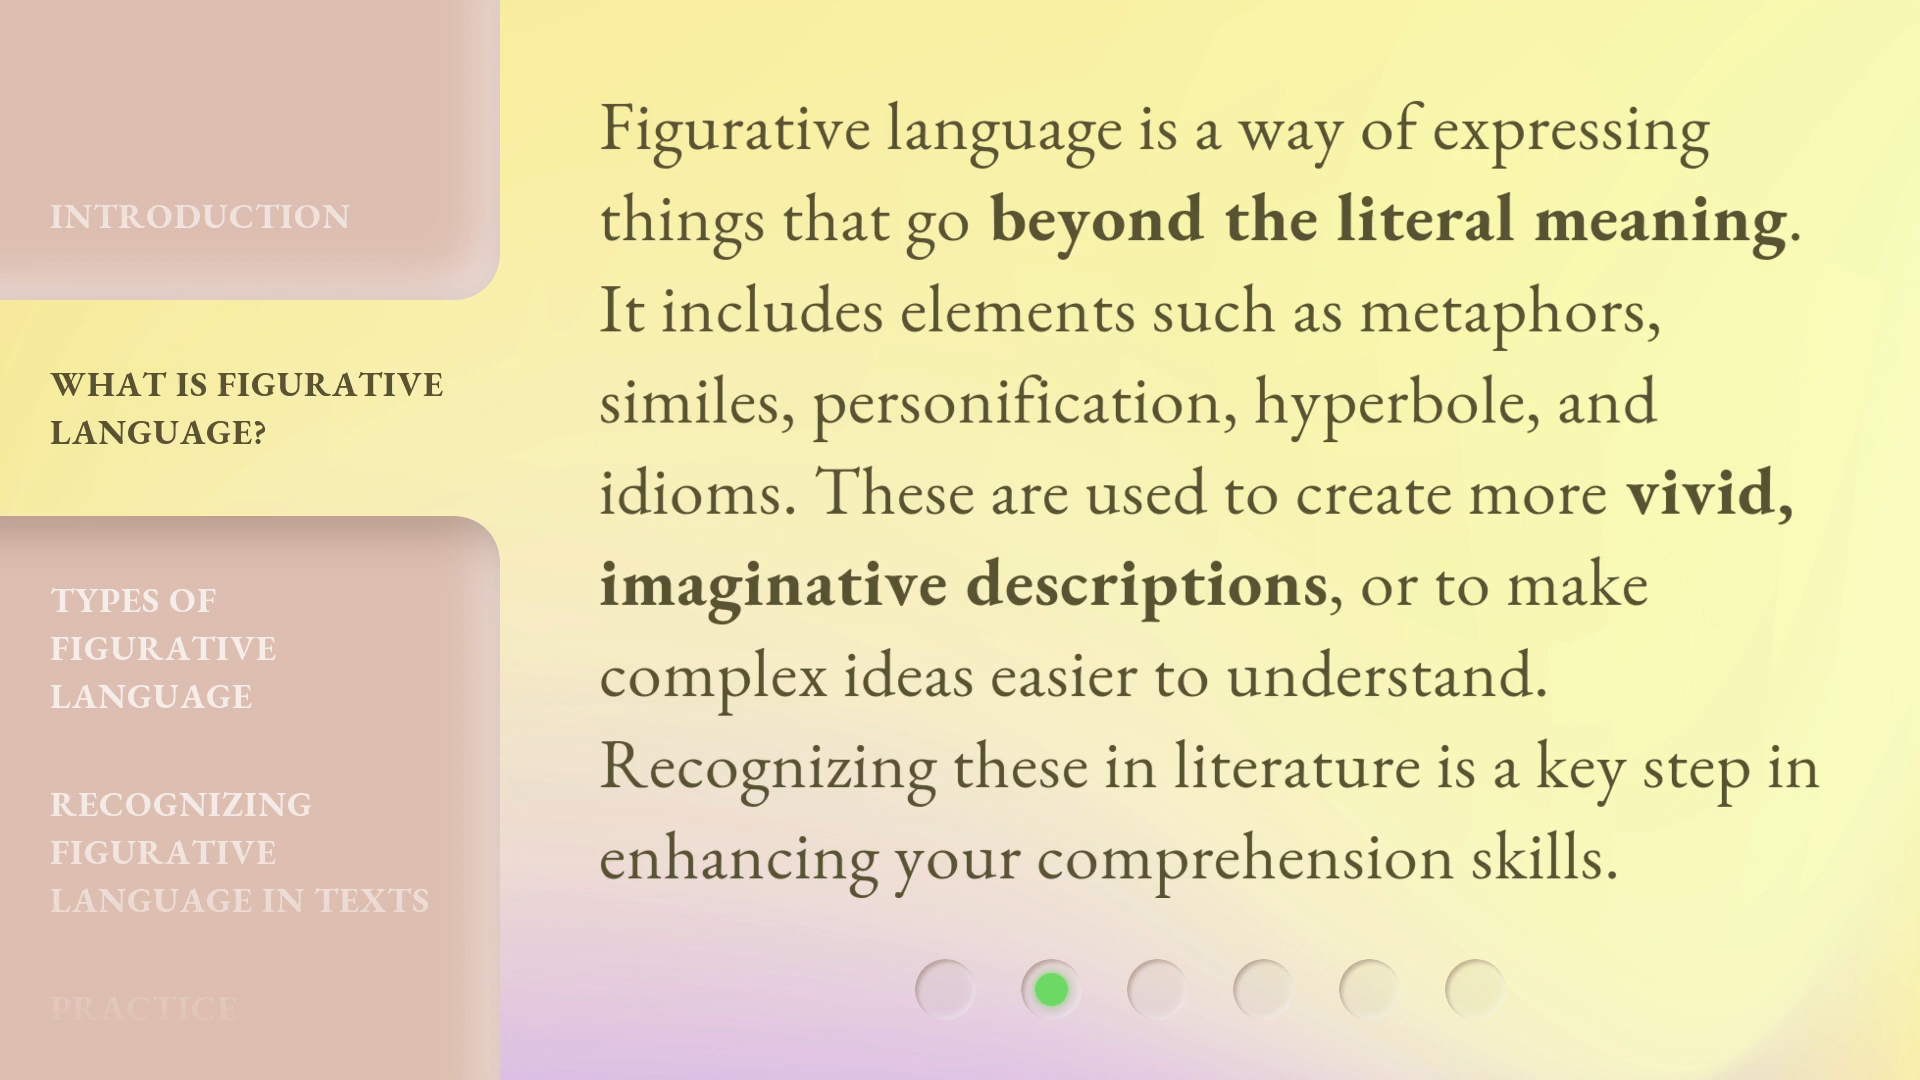 INTRODUCTION
WHAT IS FIGURATIVE
LANGUAGE?
TYPES OF
FIGURATIVE
LANGUAGE
RECOGNIZING
FIGURATIVE
LANGUAGE IN TEXTS
PRACTICE
Figurative language is a way of expressing
things that go beyond the literal meaning.
It includes elements such as metaphors,
similes, personification, hyperbole, and
idioms. These are used to create more vivid,
imaginative descriptions, or to make
complex ideas easier to understand.
Recognizing these in literature is a key step in
enhancing your comprehension skills.